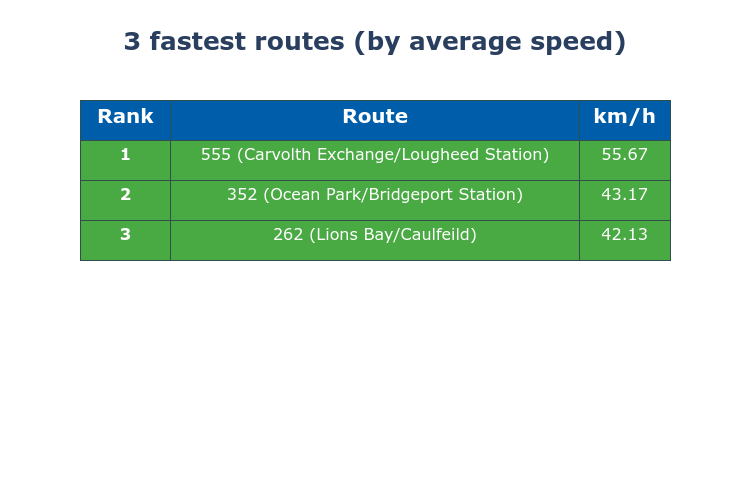 3 fastest routes (by average speed)
Rank Route km/h
1 555 (Carvolth Exchange/Lougheed Station) 55.67
2 352 (Ocean Park/Bridgeport Station) 43.17
3 262 (Lions Bay/Caulfeild) 42.13